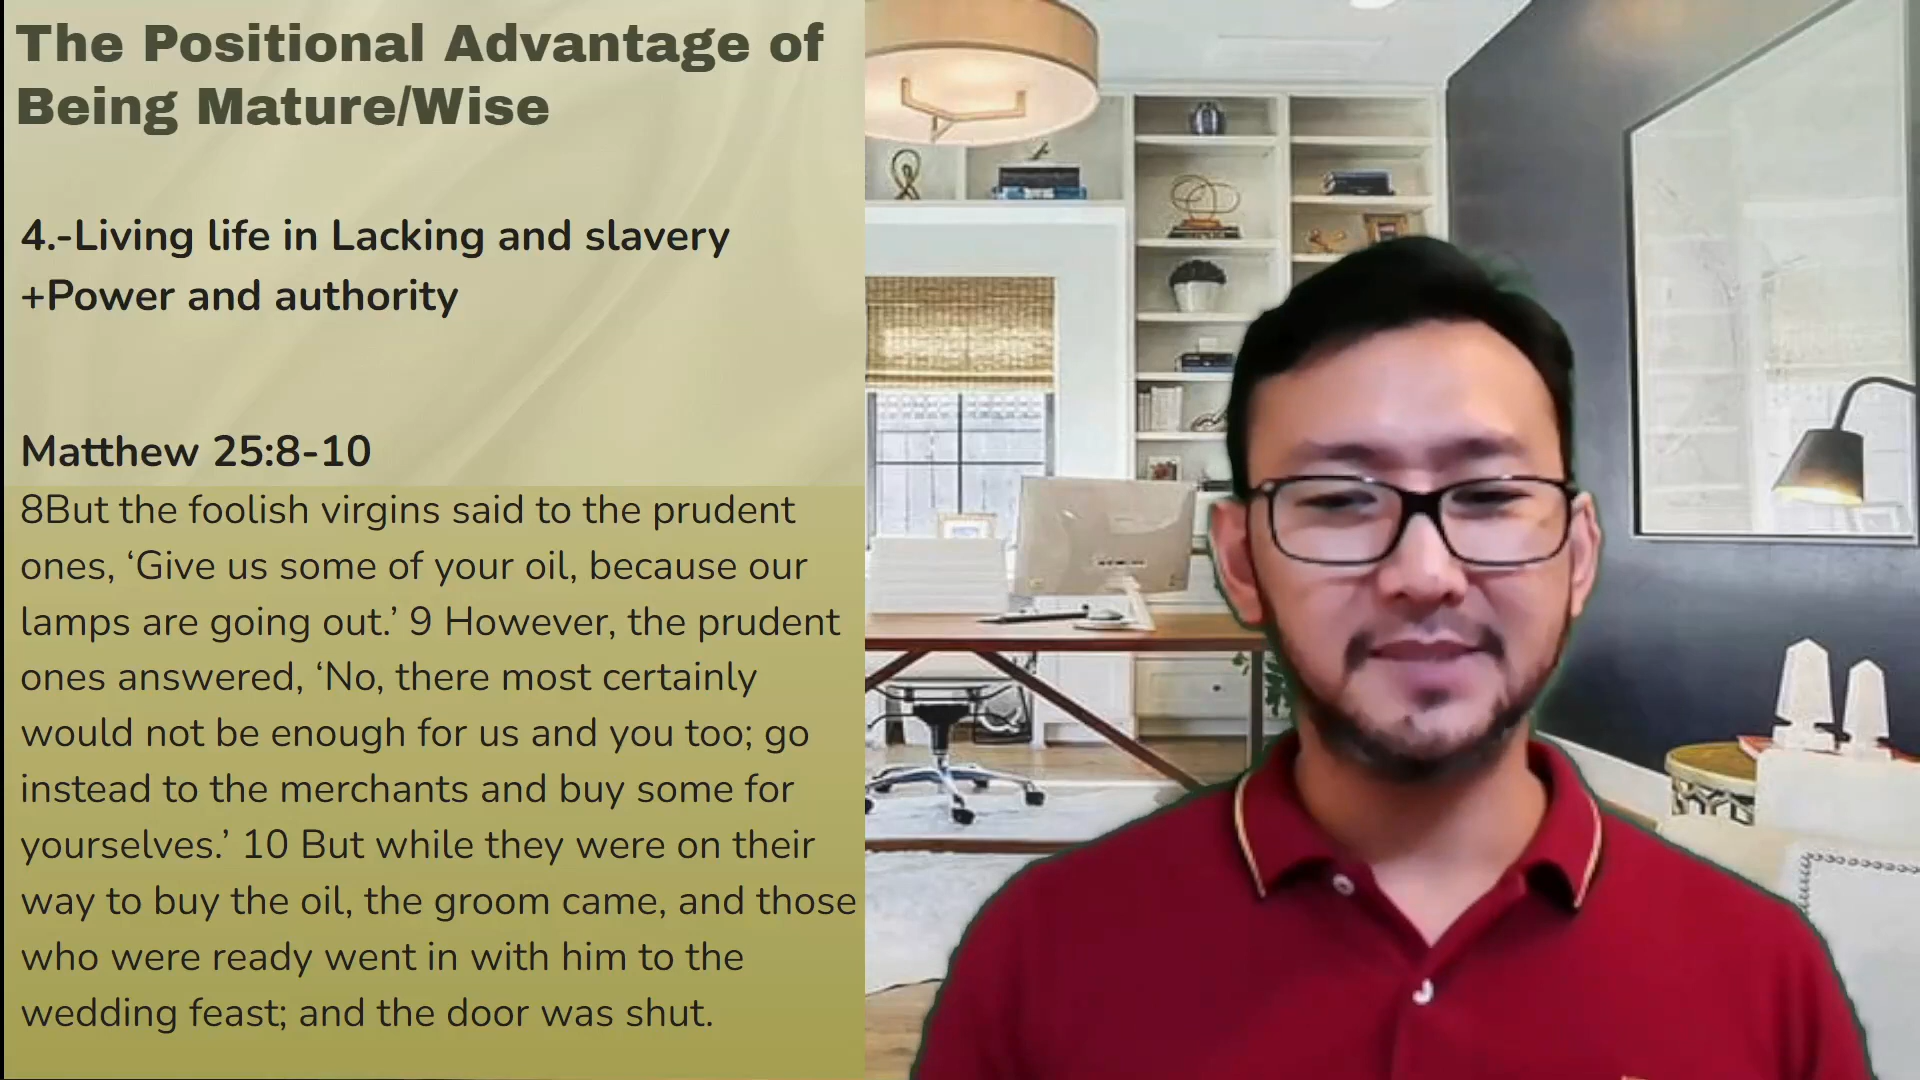 The Positional Advantage of
Being Mature/Wise
4.-Living life in Lacking and slavery
+Power and authority
Matthew 25:8-10
8But the foolish virgins said to the prudent
ones, ‘Give us some of your oil, because our
lamps are going out.’ 9 However, the prudent
ones answered, ‘No, there most certainly
would not be enough for us and you too; go
instead to the merchants and buy some for
yourselves.’ 10 But while they were on their
way to buy the oil, the groom came, and those
who were ready went in with him to the
wedding feast; and the door was shut.